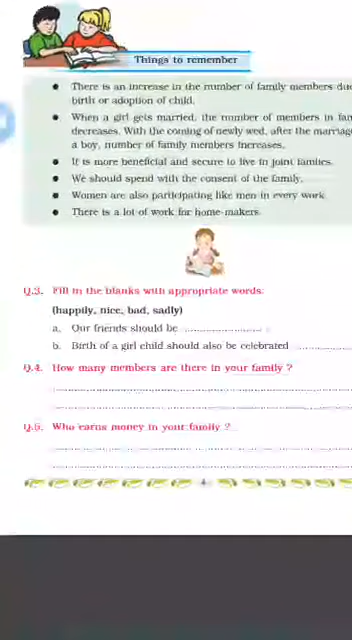 Things to remember
• There is an increase in the number of family members due
birth or adoption of child.
• When a girl gets married, the number of members in fam
decreases. With the coming of newly wed, after the marriag
a boy, number of family members increases.
• It is more beneficial and secure to live in joint families.
• We should spend with the consent of the family.
• Women are also participating like men in every work.
• There is a lot of work for home-makers.
Q.3. Fill in the blanks with appropriate words:
(happily, nice, bad, sadly)
a. Our friends should be ........................ .
b. Birth of a girl child should also be celebrated ................
Q.4. How many members are there in your family ?
Q.5. Who earns money in your family ?
4